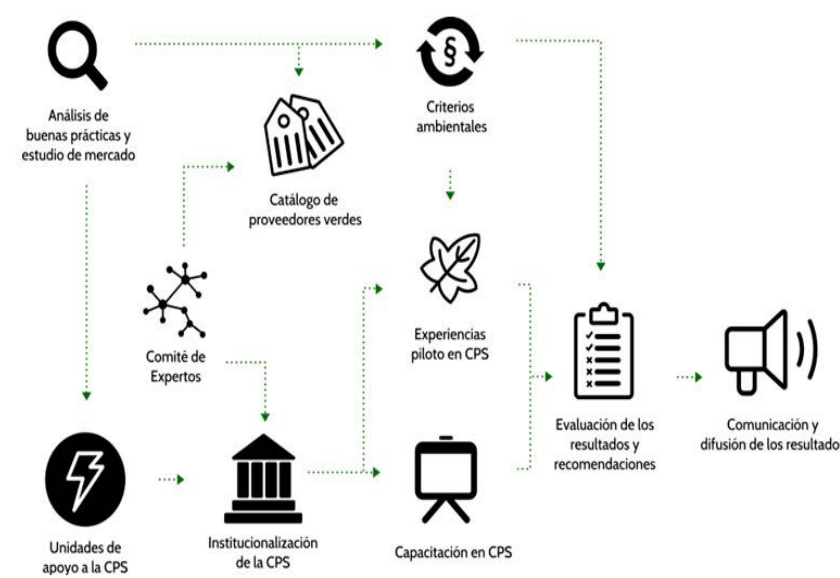 Análisis de
buenas prácticas y
estudio de mercado
§
Criterios
ambientales
Catálogo de
proveedores verdes
Comité de
Expertos
Experiencias
piloto en CPS
Evaluación de los
resultados y
recomendaciones
Comunicación y
difusión de los resultado
Unidades de
apoyo a la CPS
Institucionalización
de la CPS
Capacitación en CPS